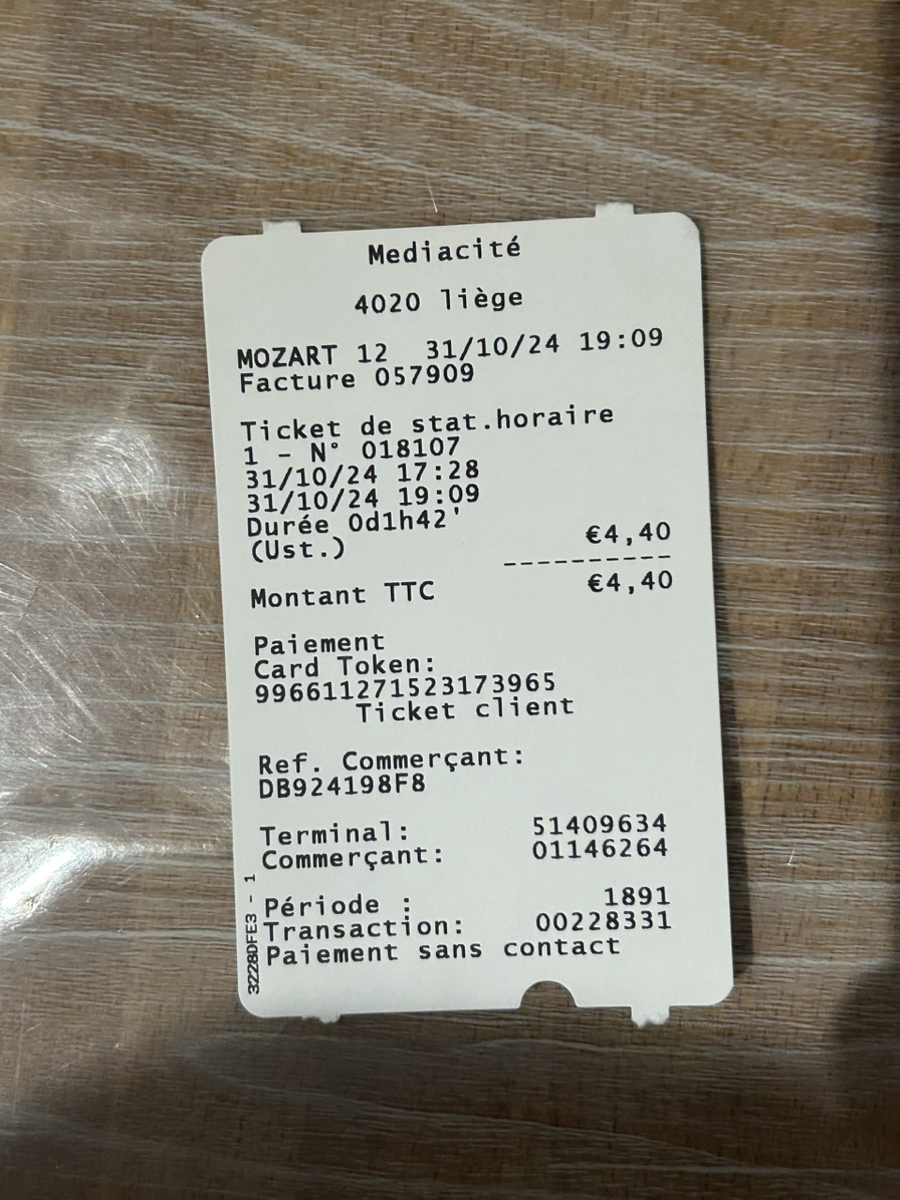 Mediacité
4020 liège
MOZART 12 31/10/24 19:09
Facture 057909
Ticket de stat.horaire
1 - N° 018107
31/10/24 17:28
31/10/24 19:09
Durée 0d1h42'
(Ust.) €4,40
----------
Montant TTC €4,40
Paiement
Card Token:
996611271523173965
Ticket client
Ref. Commerçant:
DB924198F8
Terminal: 51409634
Commerçant: 01146264
Période : 1891
Transaction: 00228331
Paiement sans contact
3228DFE3 - 1